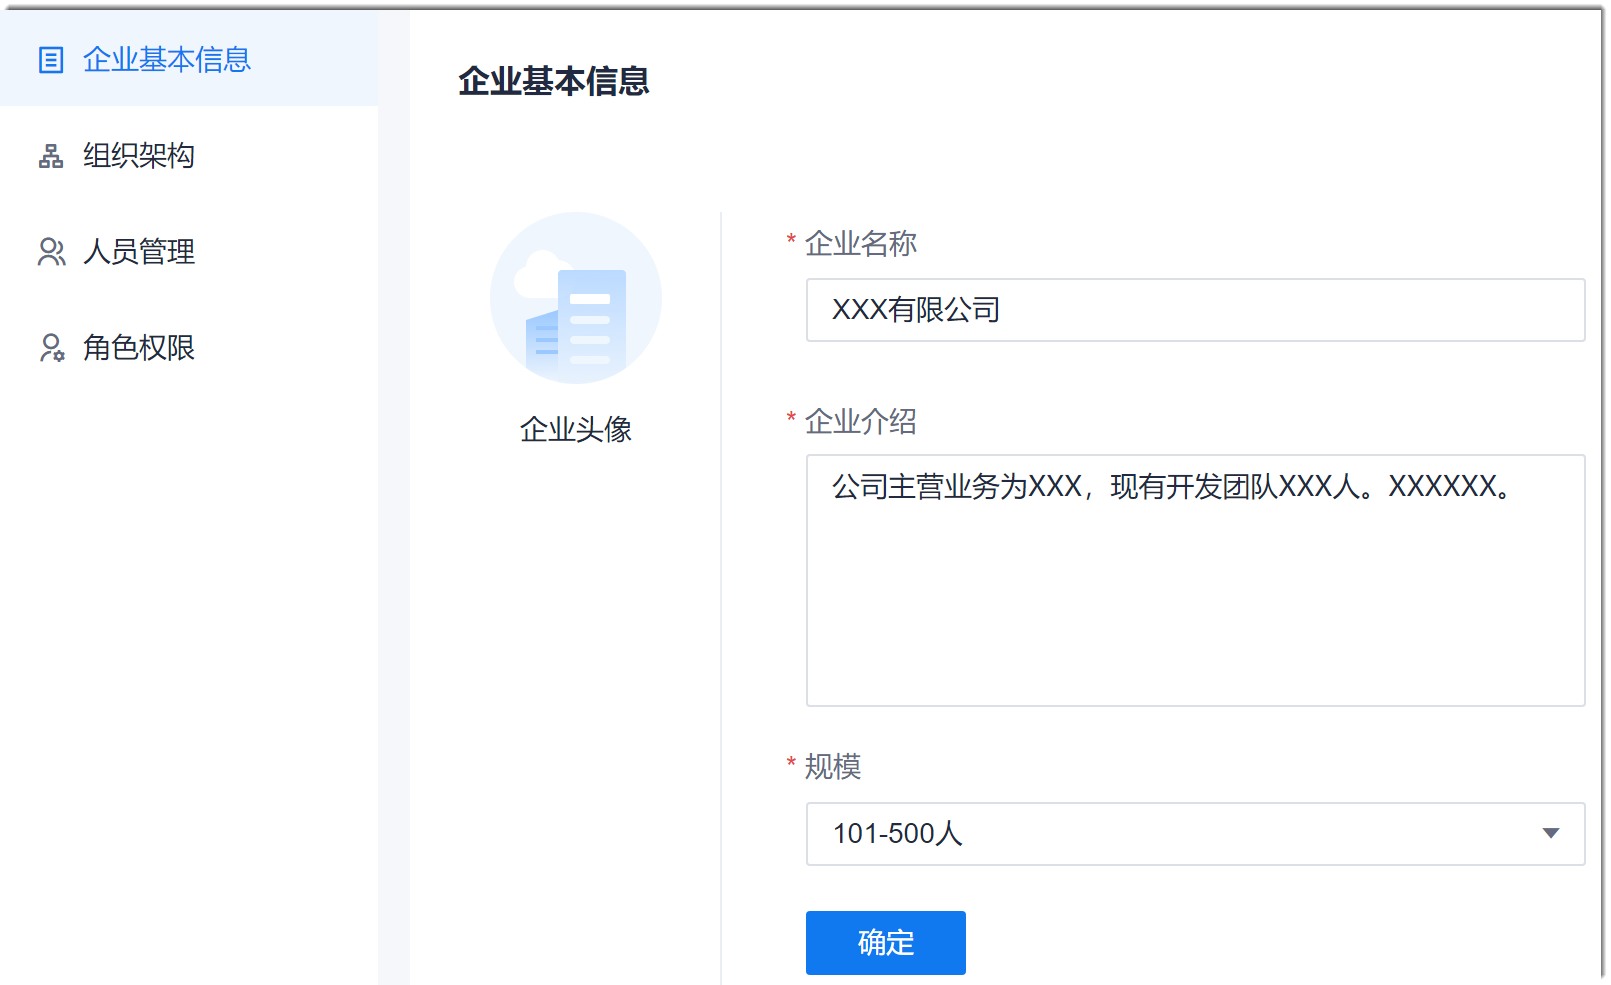 企业基本信息
组织架构
人员管理
角色权限
企业基本信息
企业头像
* 企业名称
XXX有限公司
* 企业介绍
公司主营业务为XXX，现有开发团队XXX人。XXXXXX。
* 规模
101-500人
确定